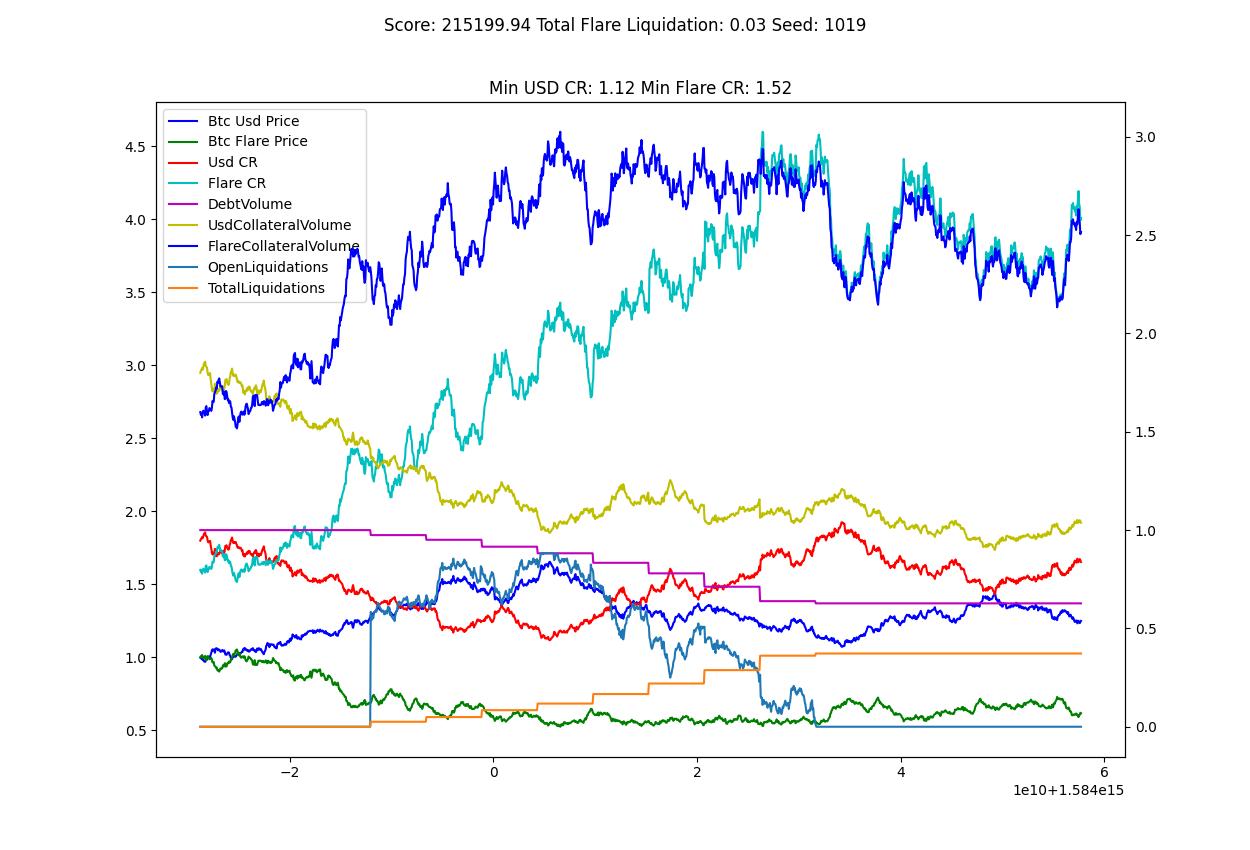 Score: 215199.94 Total Flare Liquidation: 0.03 Seed: 1019
Min USD CR: 1.12 Min Flare CR: 1.52
Btc Usd Price
Btc Flare Price
Usd CR
Flare CR
DebtVolume
UsdCollateralVolume
FlareCollateralVolume
OpenLiquidations
TotalLiquidations
4.5
4.0
3.5
3.0
2.5
2.0
1.5
1.0
0.5
3.0
2.5
2.0
1.5
1.0
0.5
0.0
−2 0 2 4 6
1e10+1.584e15